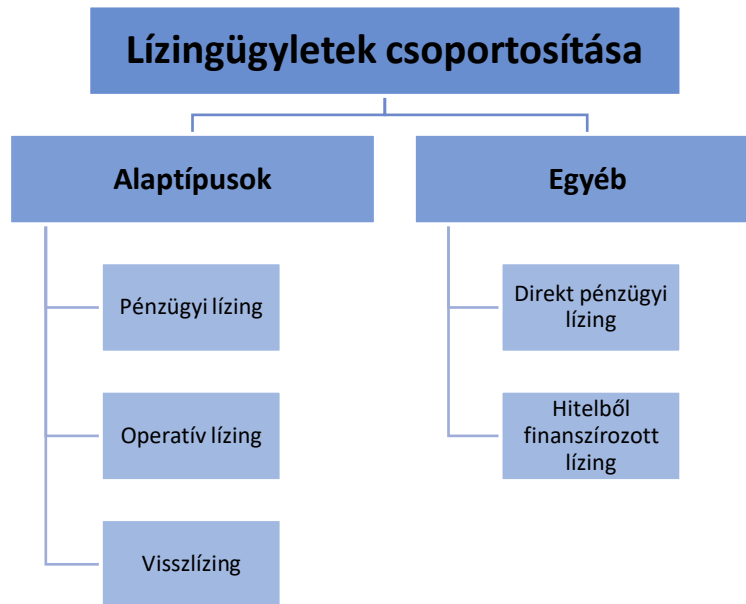 Lízingügyletek csoportosítása
Alaptípusok
Pénzügyi lízing
Operatív lízing
Visszlízing
Egyéb
Direkt pénzügyi
lízing
Hitelből
finanszírozott
lízing